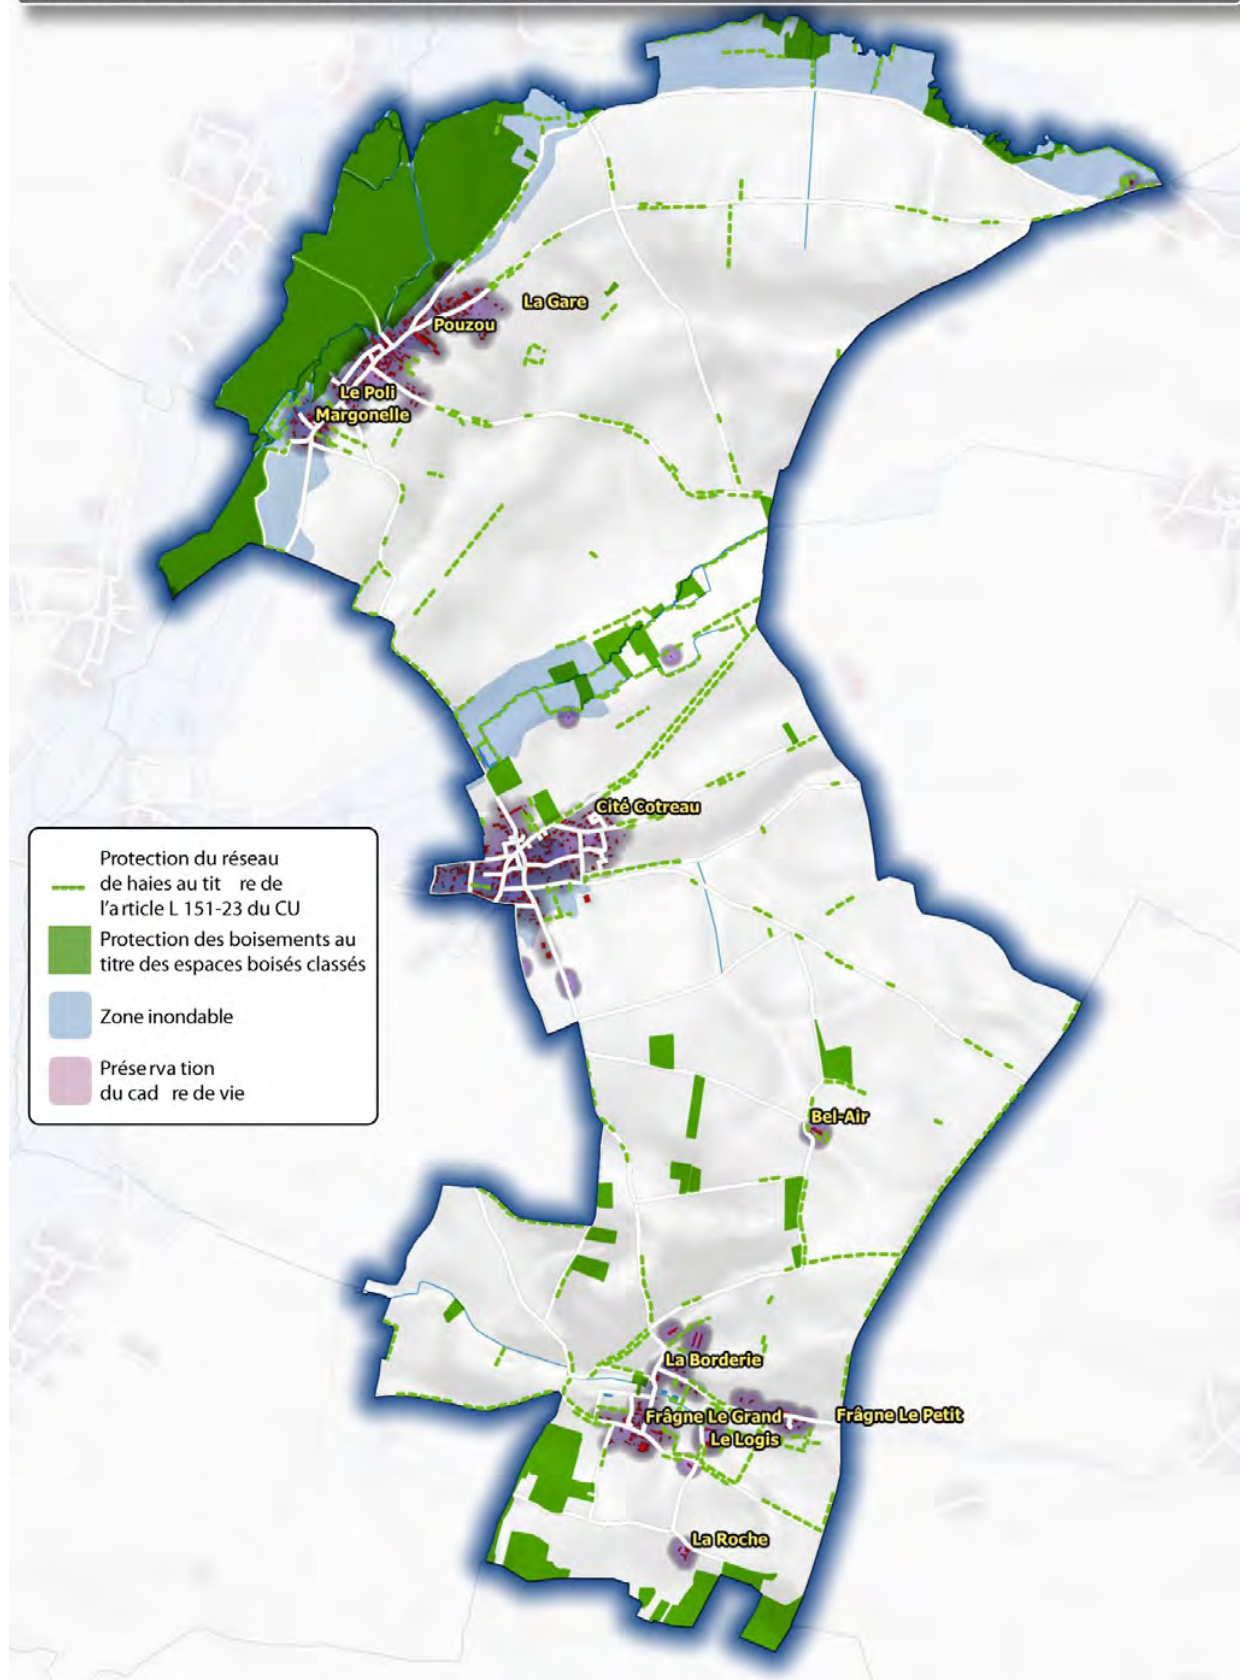 La Gare
Pouzou
Le Poli
Margonelle
Cité Cotreau
Protection du réseau
de haies au tit re de
l'a rticle L 151-23 du CU
Protection des boisements au
titre des espaces boisés classés
Zone inondable
Prése rva tion
du cad re de vie
Bel-Air
La Borderie
Frâgne Le Grand
Frâgne Le Petit
Le Logis
La Roche